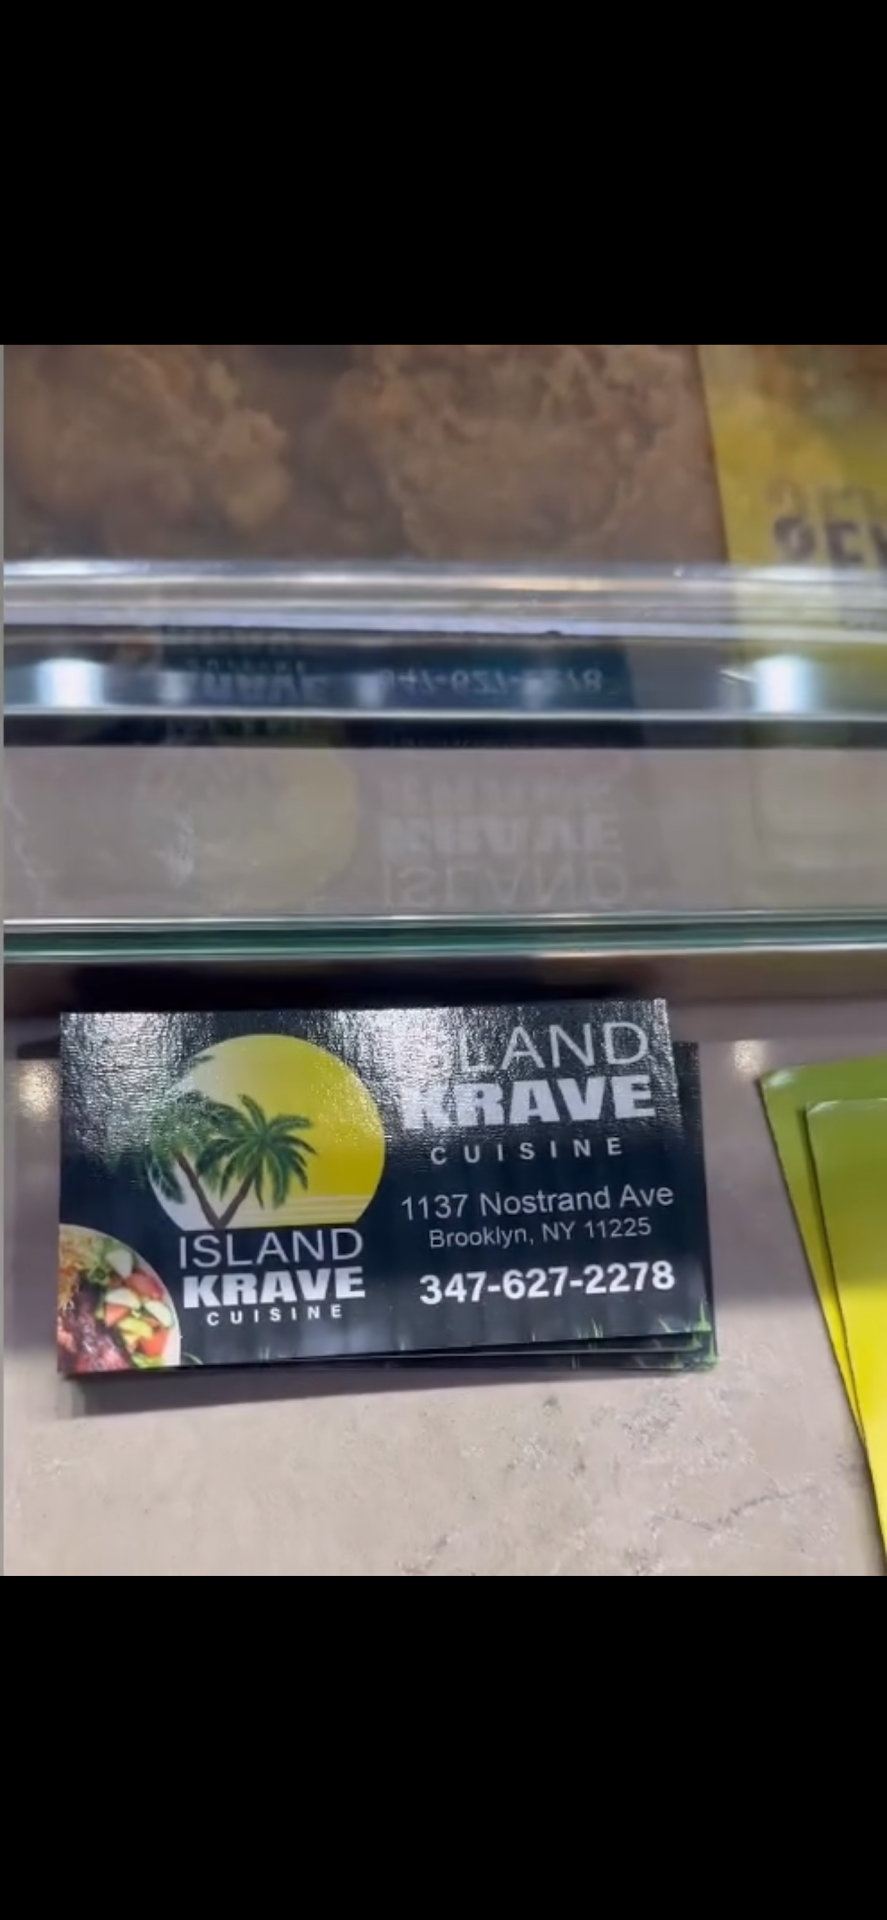 ISLAND
KRAVE
CUISINE
1137 Nostrand Ave
Brooklyn, NY 11225
347-627-2278
ISLAND
KRAVE
CUISINE